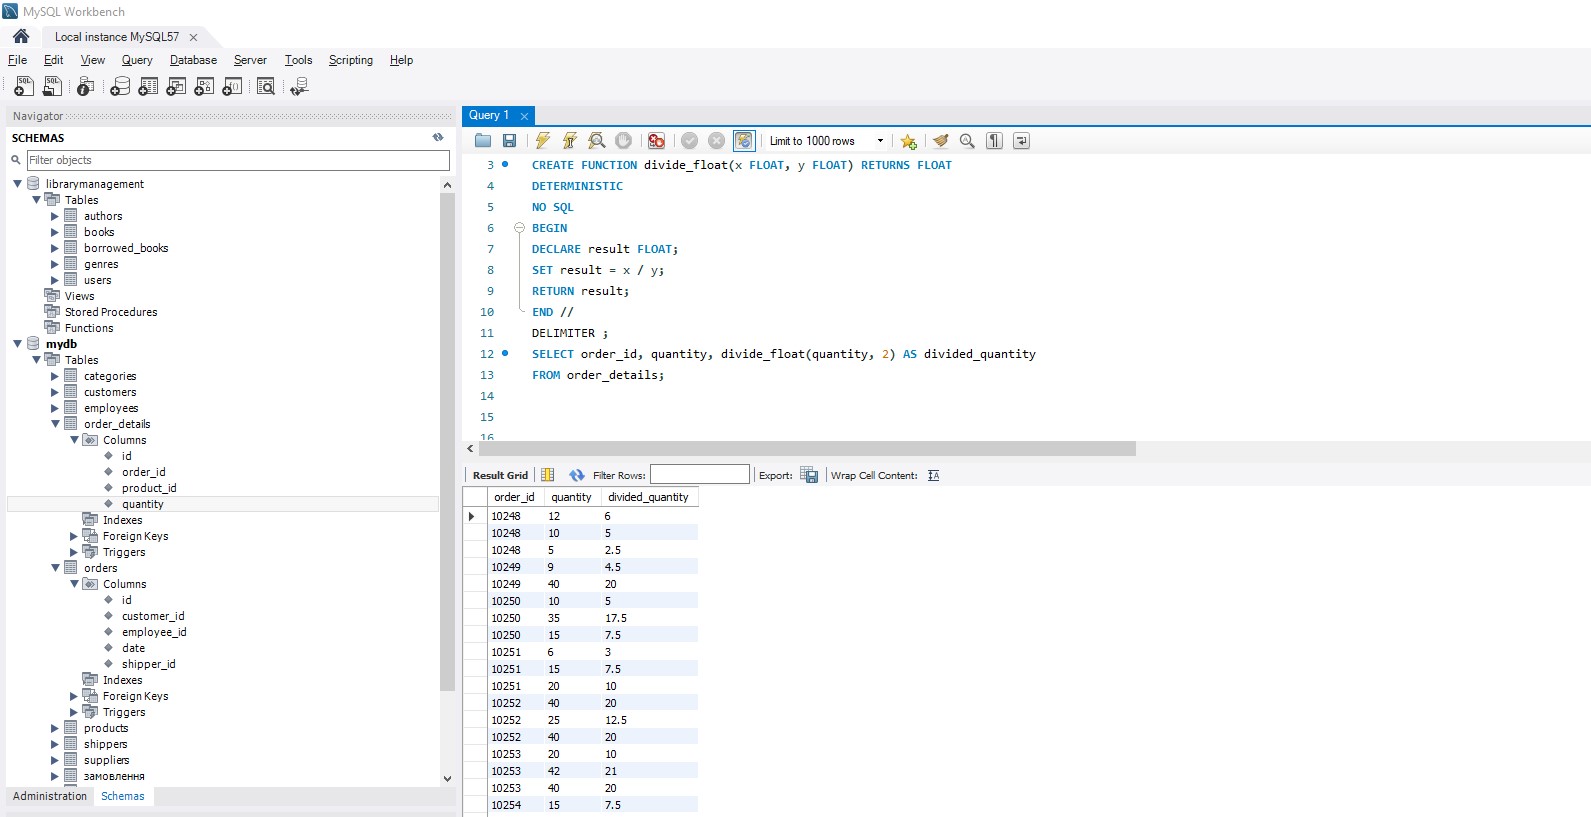 MySQL Workbench
Local instance MySQL57
File Edit View Query Database Server Tools Scripting Help
Navigator
SCHEMAS
Filter objects
librarymanagement
Tables
authors
books
borrowed_books
genres
users
Views
Stored Procedures
Functions
mydb
Tables
categories
customers
employees
order_details
Columns
id
order_id
product_id
quantity
Indexes
Foreign Keys
Triggers
orders
Columns
id
customer_id
employee_id
date
shipper_id
Indexes
Foreign Keys
Triggers
products
shippers
suppliers
замовлення
Administration Schemas
Query 1
Limit to 1000 rows
3 CREATE FUNCTION divide_float(x FLOAT, y FLOAT) RETURNS FLOAT
4 DETERMINISTIC
5 NO SQL
6 BEGIN
7 DECLARE result FLOAT;
8 SET result = x / y;
9 RETURN result;
10 END //
11 DELIMITER ;
12 SELECT order_id, quantity, divide_float(quantity, 2) AS divided_quantity
13 FROM order_details;
14
15
16
Result Grid Filter Rows: Export: Wrap Cell Content:
order_id quantity divided_quantity
10248 12 6
10248 10 5
10248 5 2.5
10249 9 4.5
10249 40 20
10250 10 5
10250 35 17.5
10250 15 7.5
10251 6 3
10251 15 7.5
10251 20 10
10252 40 20
10252 25 12.5
10252 40 20
10253 20 10
10253 42 21
10253 40 20
10254 15 7.5